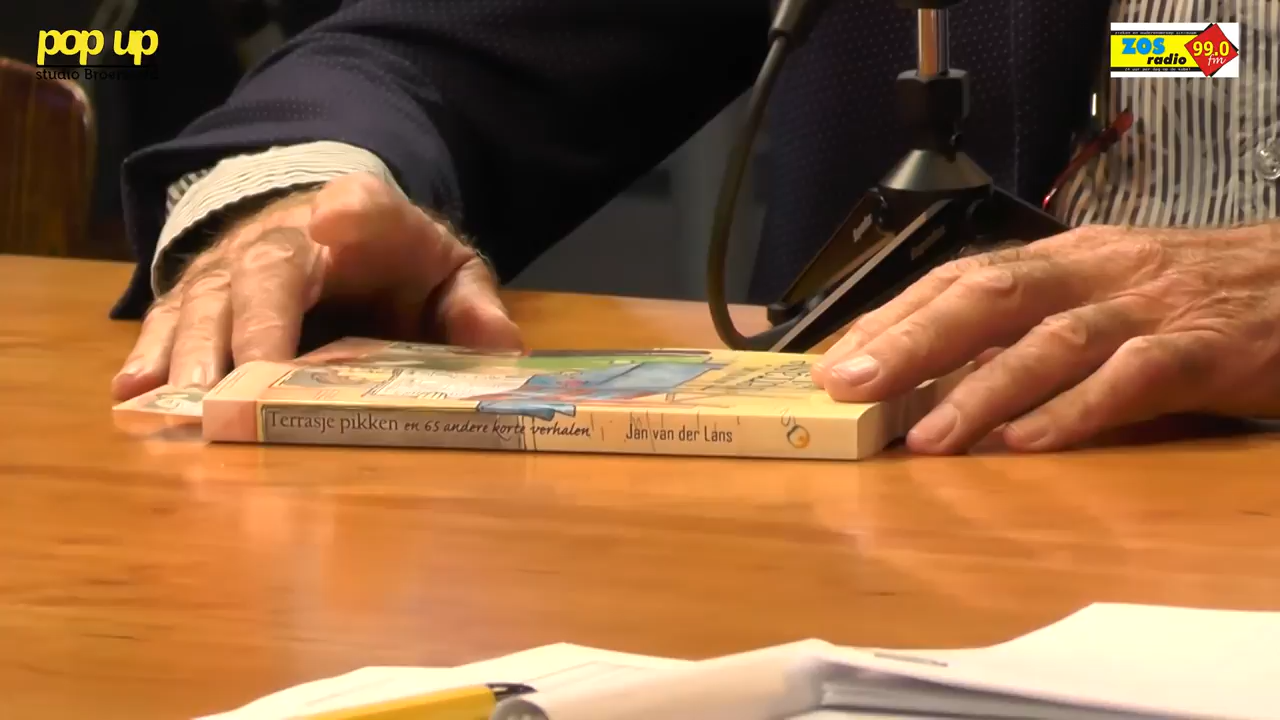 pop up
studio Broerstraat
ZOS
radio
99.0
fm
Terrasje pikken en 65 andere korte verhalen Jan van der Lans